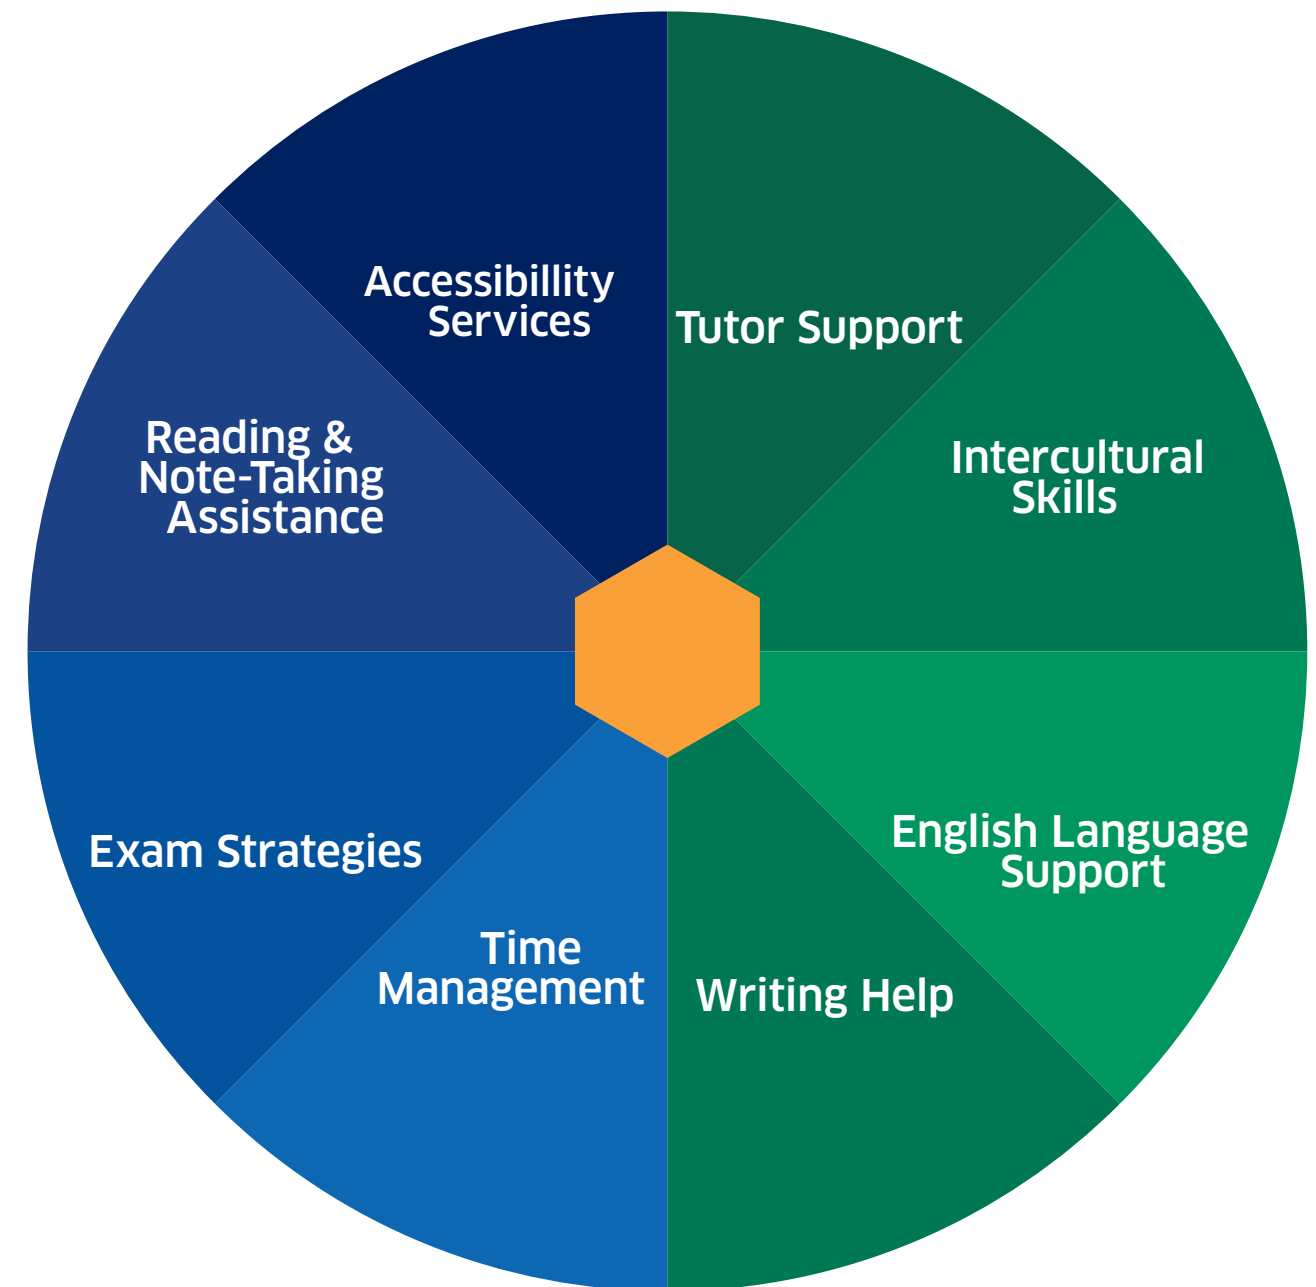 Accessibillity
Services
Tutor Support
Reading &
Note-Taking
Assistance
Intercultural
Skills
Exam Strategies
English Language
Support
Time
Management
Writing Help